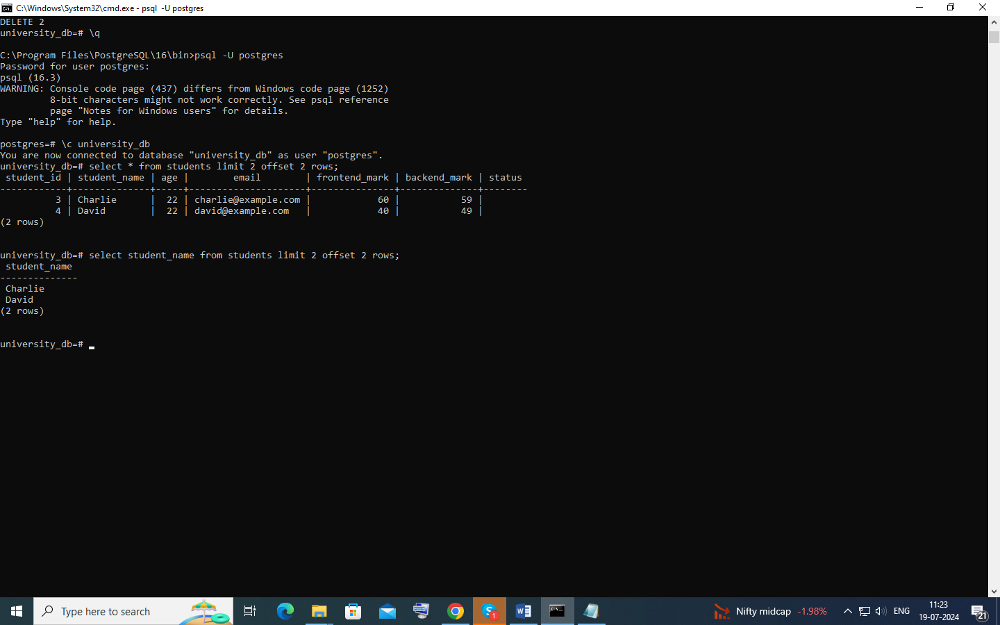 C:\Windows\System32\cmd.exe - psql  -U postgres
DELETE 2
university_db=# \q
C:\Program Files\PostgreSQL\16\bin>psql -U postgres
Password for user postgres:
psql (16.3)
WARNING: Console code page (437) differs from Windows code page (1252)
         8-bit characters might not work correctly. See psql reference
         page "Notes for Windows users" for details.
Type "help" for help.
postgres=# \c university_db
You are now connected to database "university_db" as user "postgres".
university_db=# select * from students limit 2 offset 2 rows;
 student_id | student_name | age |        email        | frontend_mark | backend_mark | status
------------+--------------+-----+---------------------+---------------+--------------+--------
          3 | Charlie      |  22 | charlie@example.com |            60 |           59 |
          4 | David        |  22 | david@example.com   |            40 |           49 |
(2 rows)
university_db=# select student_name from students limit 2 offset 2 rows;
 student_name
--------------
 Charlie
 David
(2 rows)
university_db=#
Type here to search
1
Nifty midcap -1.98%
ENG
11:23
19-07-2024
21